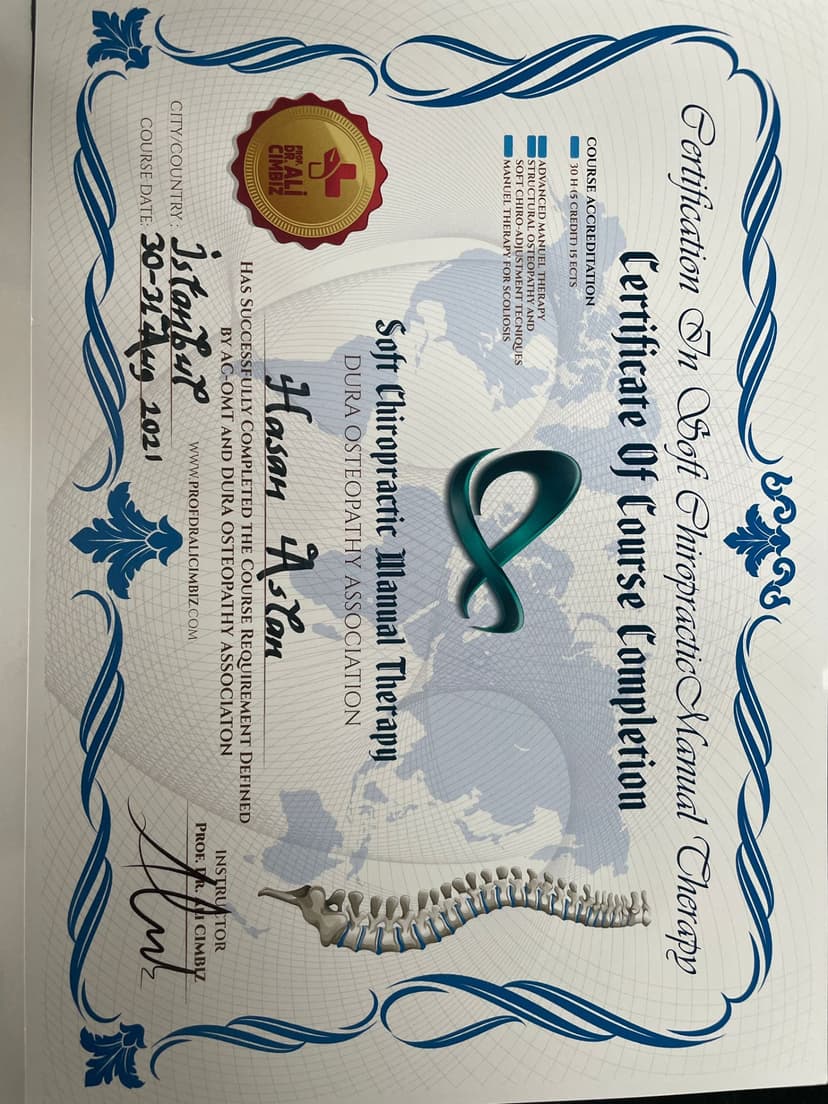 Certification In Soft Chiropractic Manual Therapy
Certificate Of Course Completion
COURSE ACCREDITATION
30 H (5 CREDIT) 15 ECTS
ADVANCED MANUEL THERAPY
STRUCTURAL OSTEOPATHY AND
SOFT CHIRO-ADJUSTMENT TECNIQUES
MANUEL THERAPY FOR SCOLIOSIS
Soft Chiropractic Manual Therapy
DURA OSTEOPATHY ASSOCIATION
Hasan Aslan
HAS SUCCESSFULLY COMPLETED THE COURSE REQUIREMENT DEFINED
BY AC-OMT AND DURA OSTEOPATHY ASSOCIATON
PROF.
DR. ALİ
CİMBİZ
CITY/COUNTRY : İstanbul
COURSE DATE: 30-31 Aug 2021
WWW.PROFDRALICIMBIZ.COM
INSTRUCTOR
PROF. DR. ALI CIMBIZ